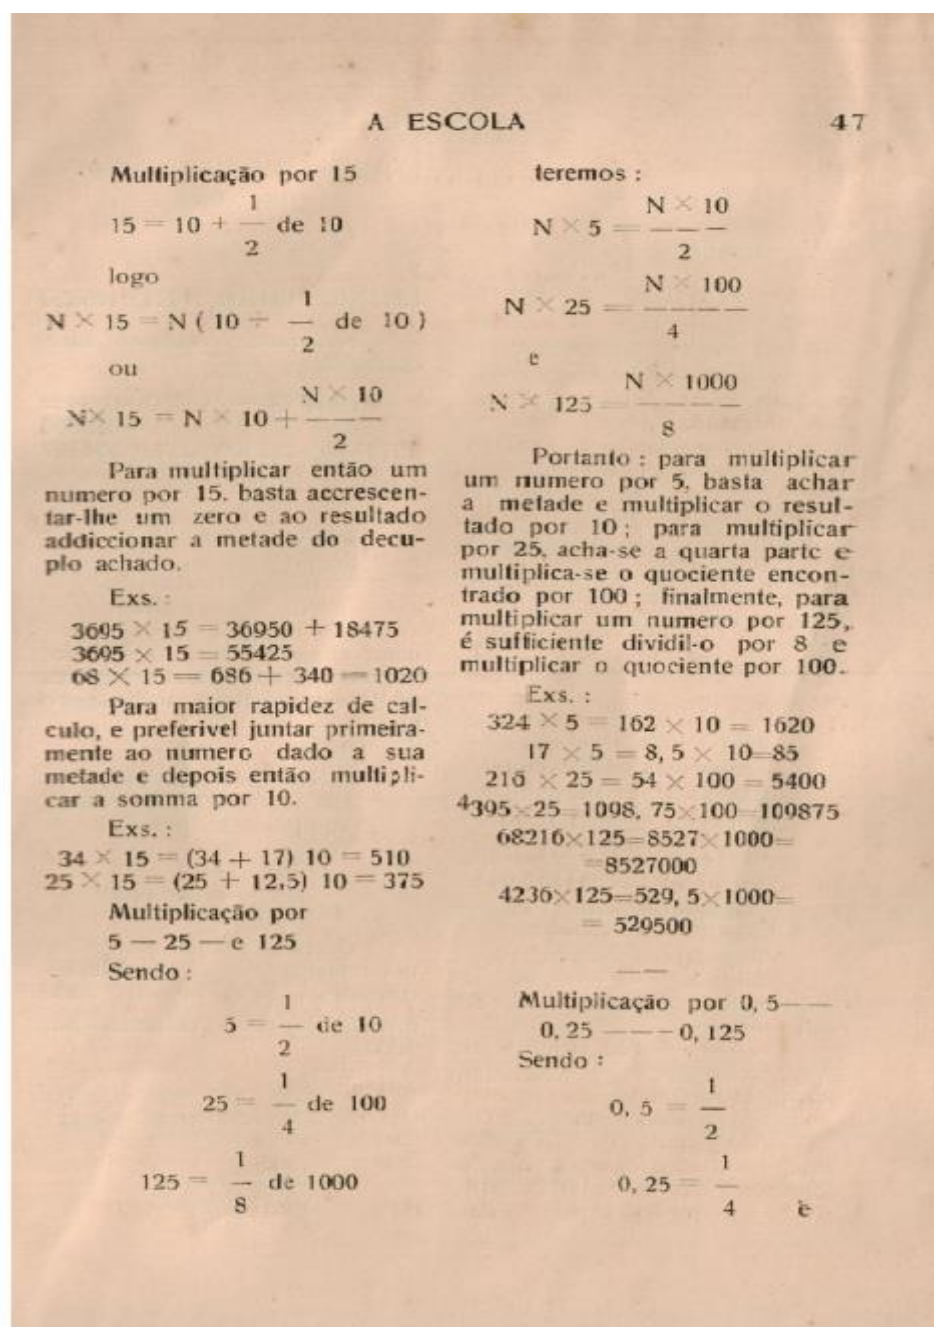 A ESCOLA 47
Multiplicação por 15
15 = 10 + 1/2 de 10
logo
N × 15 = N ( 10 ÷ 1/2 de 10 )
ou
N× 15 = N × 10 + N × 10/2
Para multiplicar então um
numero por 15, basta accrescen-
tar-lhe um zero e ao resultado
addiccionar a metade do decu-
plo achado.
Exs. :
3695 × 15 = 36950 + 18475
3695 × 15 = 55425
68 × 15 = 686 + 340 = 1020
Para maior rapidez de cal-
culo, e preferivel juntar primeira-
mente ao numero dado a sua
metade e depois então multipli-
car a somma por 10.
Exs. :
34 × 15 = (34 + 17) 10 = 510
25 × 15 = (25 + 12,5) 10 = 375
Multiplicação por
5 — 25 — e 125
Sendo :
5 = 1/2 de 10
25 = 1/4 de 100
125 = 1/8 de 1000
teremos :
N × 5 = N × 10/2
N × 25 = N × 100/4
e
N × 125 = N × 1000/8
Portanto : para multiplicar
um numero por 5, basta achar
a metade e multiplicar o resul-
tado por 10 ; para multiplicar
por 25, acha-se a quarta parte e
multiplica-se o quociente encon-
trado por 100 ; finalmente, para
multiplicar um numero por 125,
é sufficiente dividil-o por 8 e
multiplicar o quociente por 100.
Exs. :
324 × 5 = 162 × 10 = 1620
17 × 5 = 8, 5 × 10=85
216 × 25 = 54 × 100 = 5400
4395×25=1098, 75×100=109875
68216×125=8527×1000=
=8527000
4236×125=529, 5×1000=
= 529500
Multiplicação por 0, 5——
0, 25 ———0, 125
Sendo :
0, 5 = 1/2
0, 25 = 1/4 e